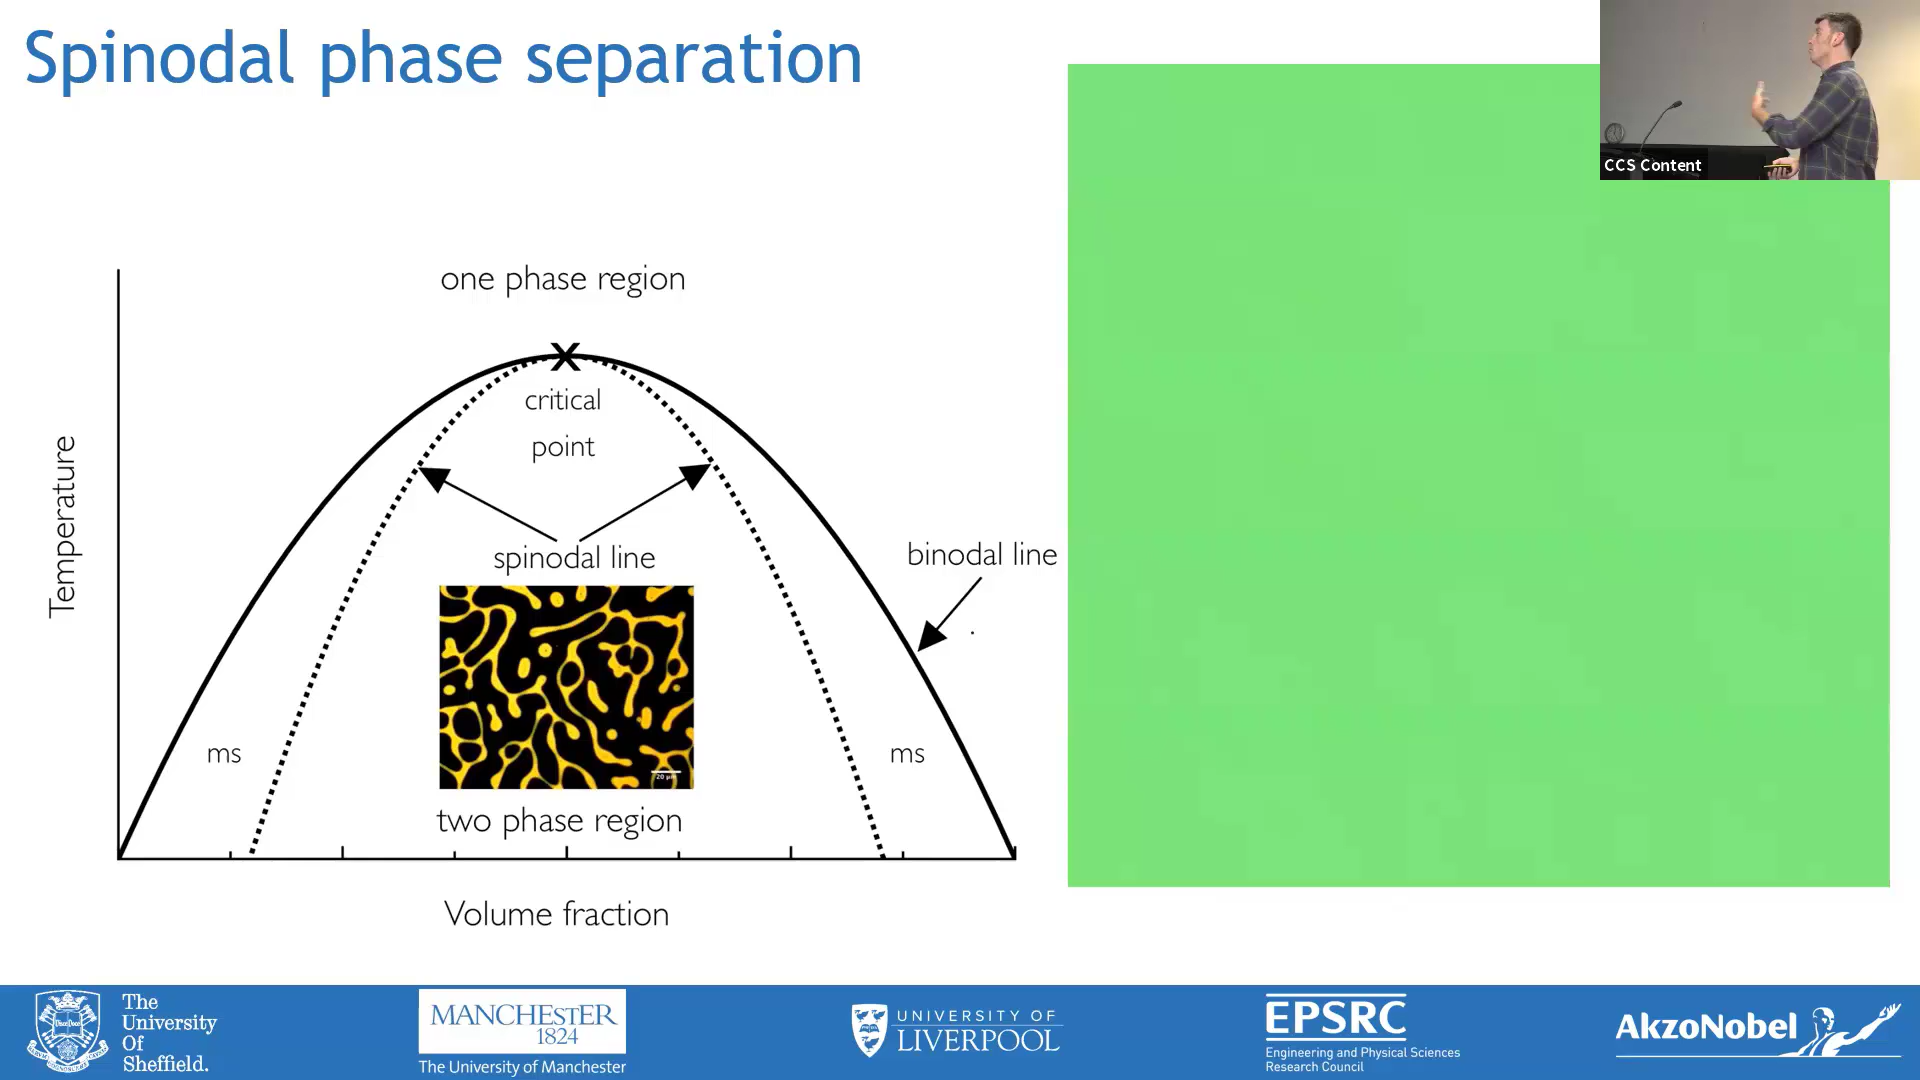 Spinodal phase separation
CCS Content
one phase region
critical
point
Temperature
spinodal line
binodal line
20 µm
ms
ms
two phase region
Volume fraction
The
University
Of
Sheffield.
MANCHESTER
1824
The University of Manchester
UNIVERSITY OF
LIVERPOOL
EPSRC
Engineering and Physical Sciences
Research Council
AkzoNobel